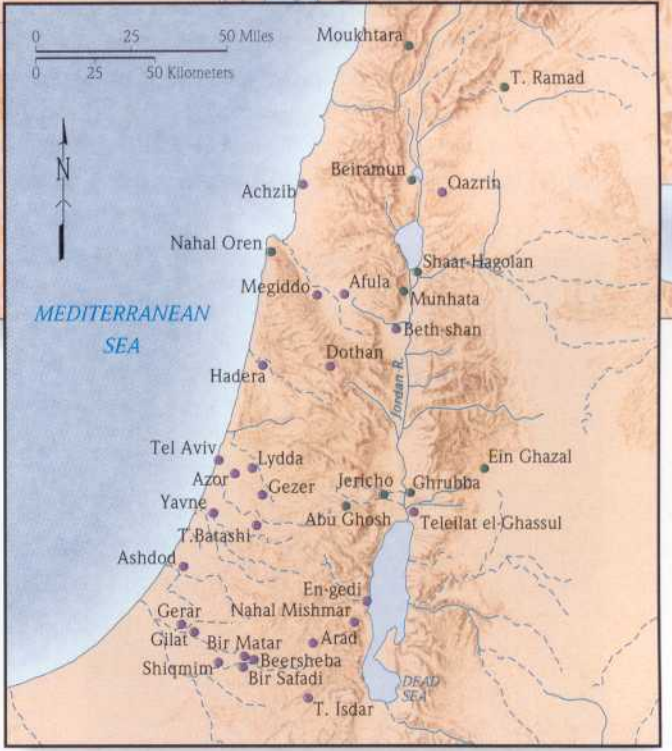 0 25 50 Miles
0 25 50 Kilometers
N
Moukhtara
T. Ramad
Beiramun
Qazrin
Achzib
Nahal Oren
Shaar-Hagolan
Megiddo
Afula
Munhata
MEDITERRANEAN
SEA
Beth-shan
Dothan
Hadera
Jordan R.
Tel Aviv
Lydda
Ein Ghazal
Azor
Gezer
Jericho
Ghrubba
Yavne
Abu Ghosh
Teleilat el-Ghassul
T.Batashi
Ashdod
En-gedi
Gerar
Nahal Mishmar
Gilat
Bir Matar
Arad
Shiqmim
Beersheba
Bir Safadi
DEAD
SEA
T. Isdar